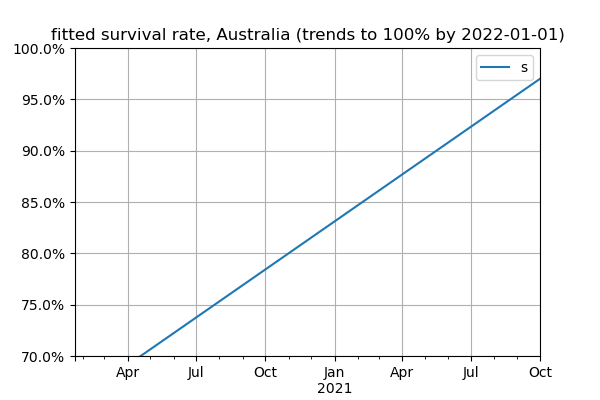 fitted survival rate, Australia (trends to 100% by 2022-01-01)
100.0%
95.0%
90.0%
85.0%
80.0%
75.0%
70.0%
s
Apr Jul Oct Jan Apr Jul Oct
2021